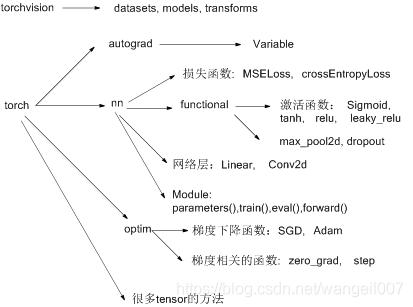 torchvision datasets, models, transforms
autograd Variable
损失函数: MSELoss, crossEntropyLoss
torch nn functional 激活函数: Sigmoid,
tanh, relu, leaky_relu
max_pool2d, dropout
网络层: Linear, Conv2d
Module:
parameters(),train(),eval(),forward()
optim 梯度下降函数: SGD, Adam
梯度相关的函数: zero_grad, step
很多tensor的方法
https://blog.csdn.net/wangeil007